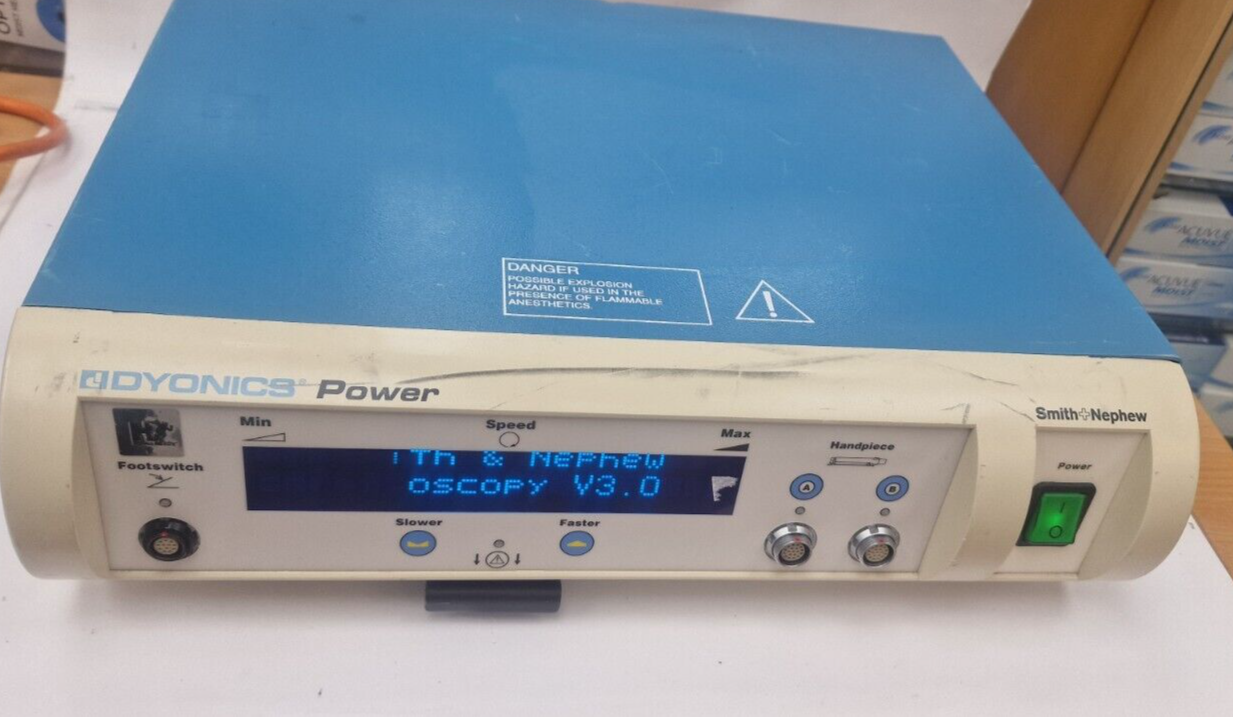 DANGER
POSSIBLE EXPLOSION
HAZARD IF USED IN THE
PRESENCE OF FLAMMABLE
ANESTHETICS.
DYONICS® Power
Smith+Nephew
Min
Speed
Max
Handpiece
Power
Footswitch
Th & Nephew
oscopy V3.0
A
B
Slower
Faster
ACUVUE
MOIST
ACUVUE
MOIST